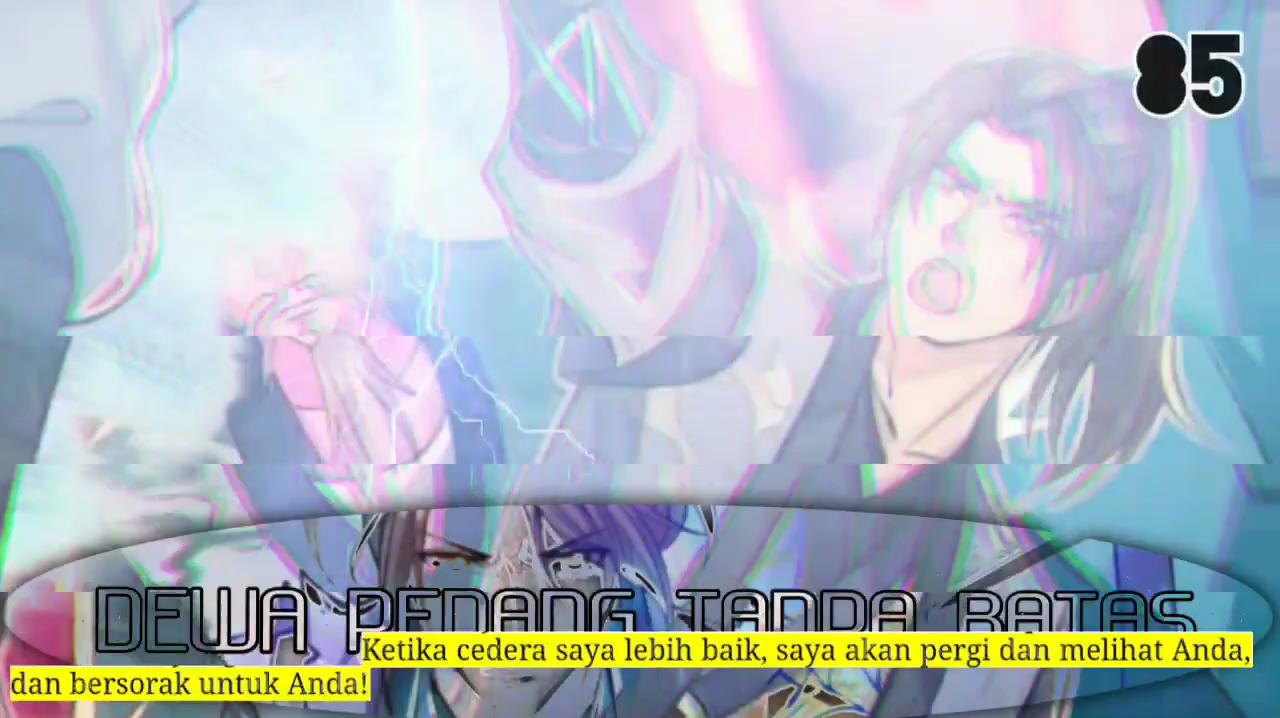 85
DEWA PEDANG TANPA BATAS
Ketika cedera saya lebih baik, saya akan pergi dan melihat Anda,
dan bersorak untuk Anda!